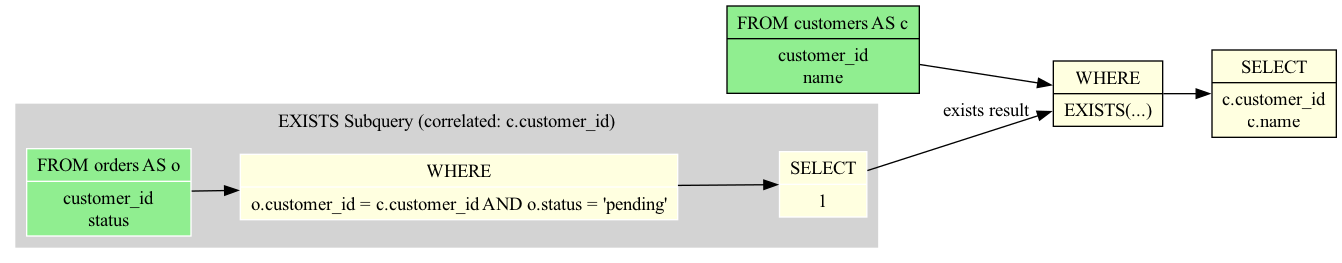 FROM customers AS c
customer_id
name
EXISTS Subquery (correlated: c.customer_id)
FROM orders AS o
customer_id
status
WHERE
o.customer_id = c.customer_id AND o.status = 'pending'
SELECT
1
exists result
WHERE
EXISTS(...)
SELECT
c.customer_id
c.name